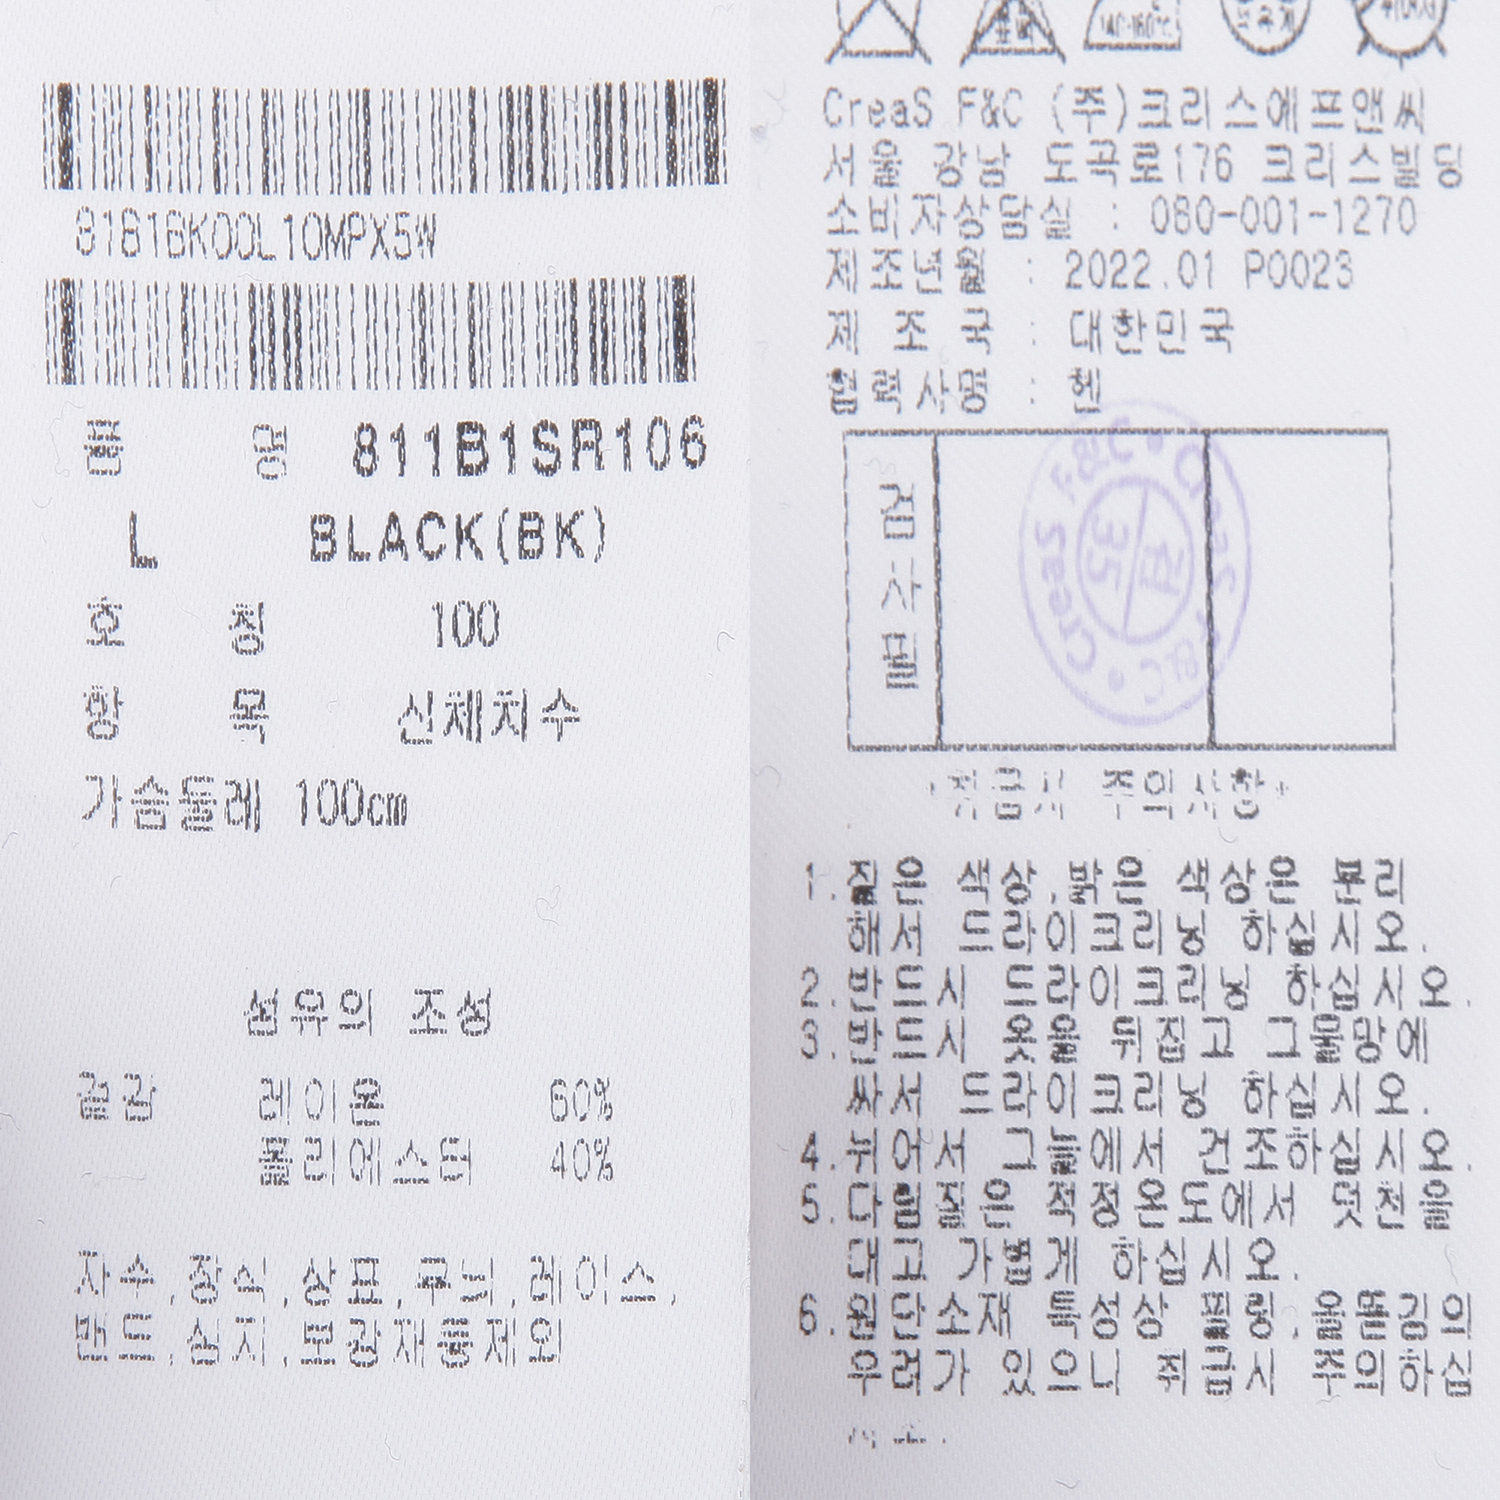 8181BK00L10MPX5W
품 명 811B1SR106
L BLACK(BK)
호 칭 100
항 목 신체치수
가슴둘레 100cm
섬유의 조성
겉감 레이온 60%
폴리에스터 40%
자수,장식,상표,무늬,레이스,
밴드,심지,보강재등제외
140~160℃
CreaS F&C (주)크리스에프앤씨
서울 강남 도곡로176 크리스빌딩
소비자상담실 : 080-001-1270
제조년월 : 2022.01 P0023
제 조 국 : 대한민국
협력사명 : 헨
검사필
CreaS F&C • CreaS F&C •
검 35
*취급시 주의사항*
1.짙은 색상,밝은 색상은 분리
해서 드라이크리닝 하십시오.
2.반드시 드라이크리닝 하십시오.
3.반드시 옷을 뒤집고 그물망에
싸서 드라이크리닝 하십시오.
4.뉘어서 그늘에서 건조하십시오.
5.다림질은 적정온도에서 덧천을
대고 가볍게 하십시오.
6.원단소재 특성상 필링,올뜯김의
우려가 있으니 취급시 주의하십
시오.